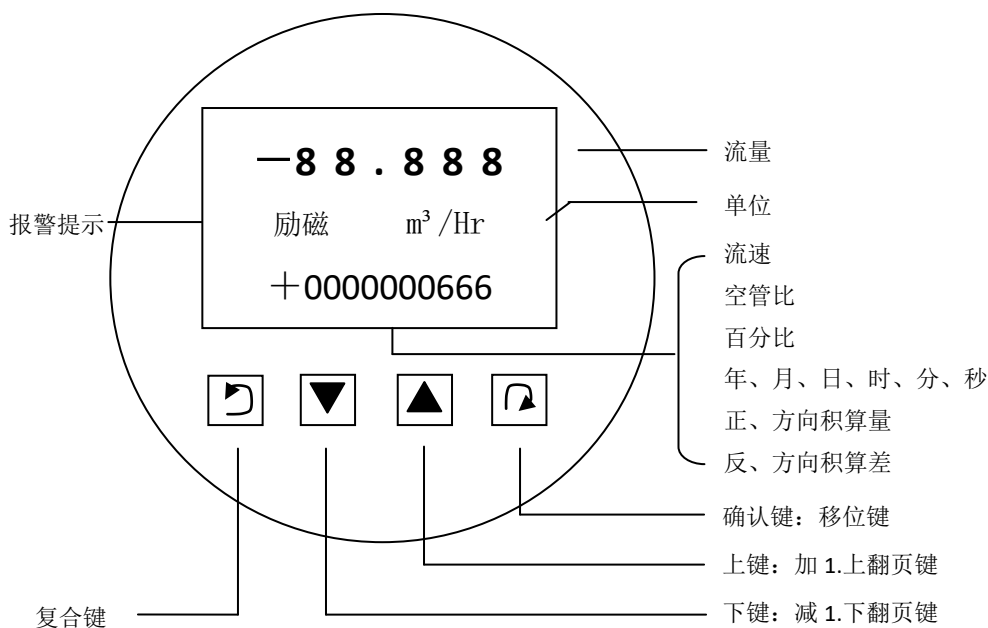 －88.888
流量
单位
报警提示
励磁 m³/Hr
流速
＋0000000666
空管比
百分比
年、月、日、时、分、秒
正、方向积算量
反、方向积算差
确认键：移位键
上键：加 1.上翻页键
复合键
下键：减 1.下翻页键